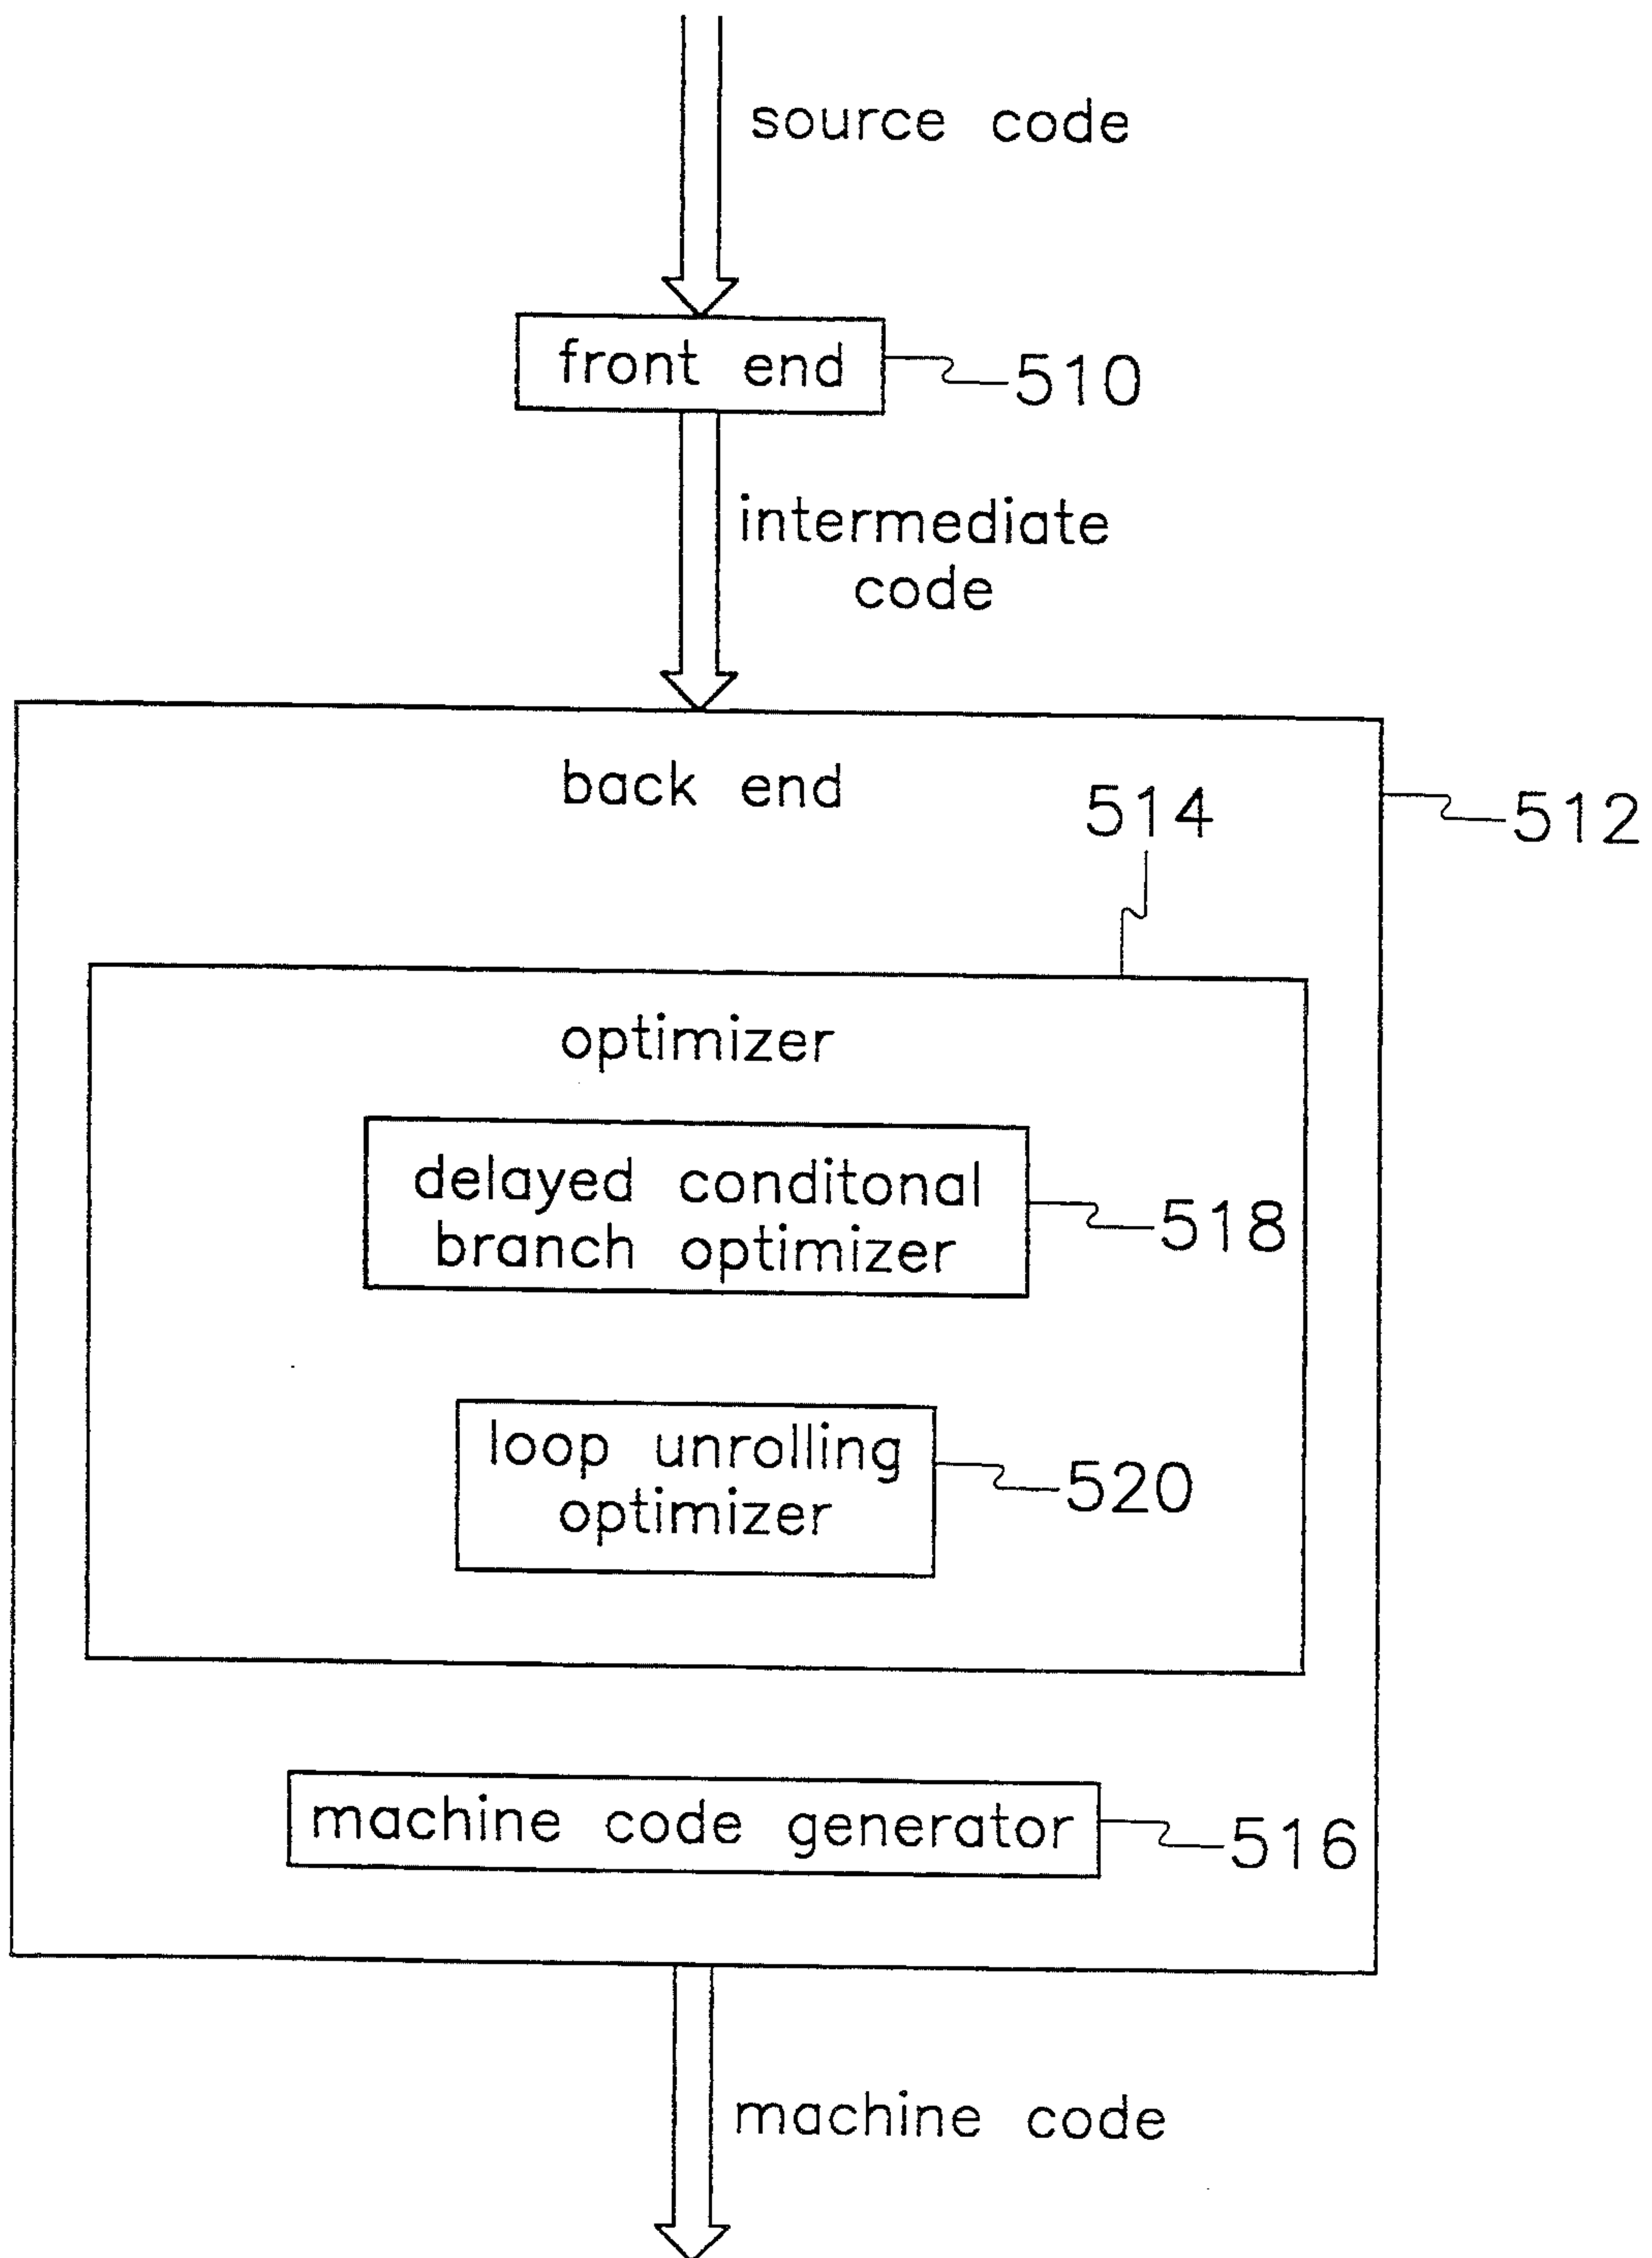 source code
front end
510
intermediate
code
back end
514
512
optimizer
delayed conditonal
branch optimizer
518
loop unrolling
optimizer
520
machine code generator
516
machine code